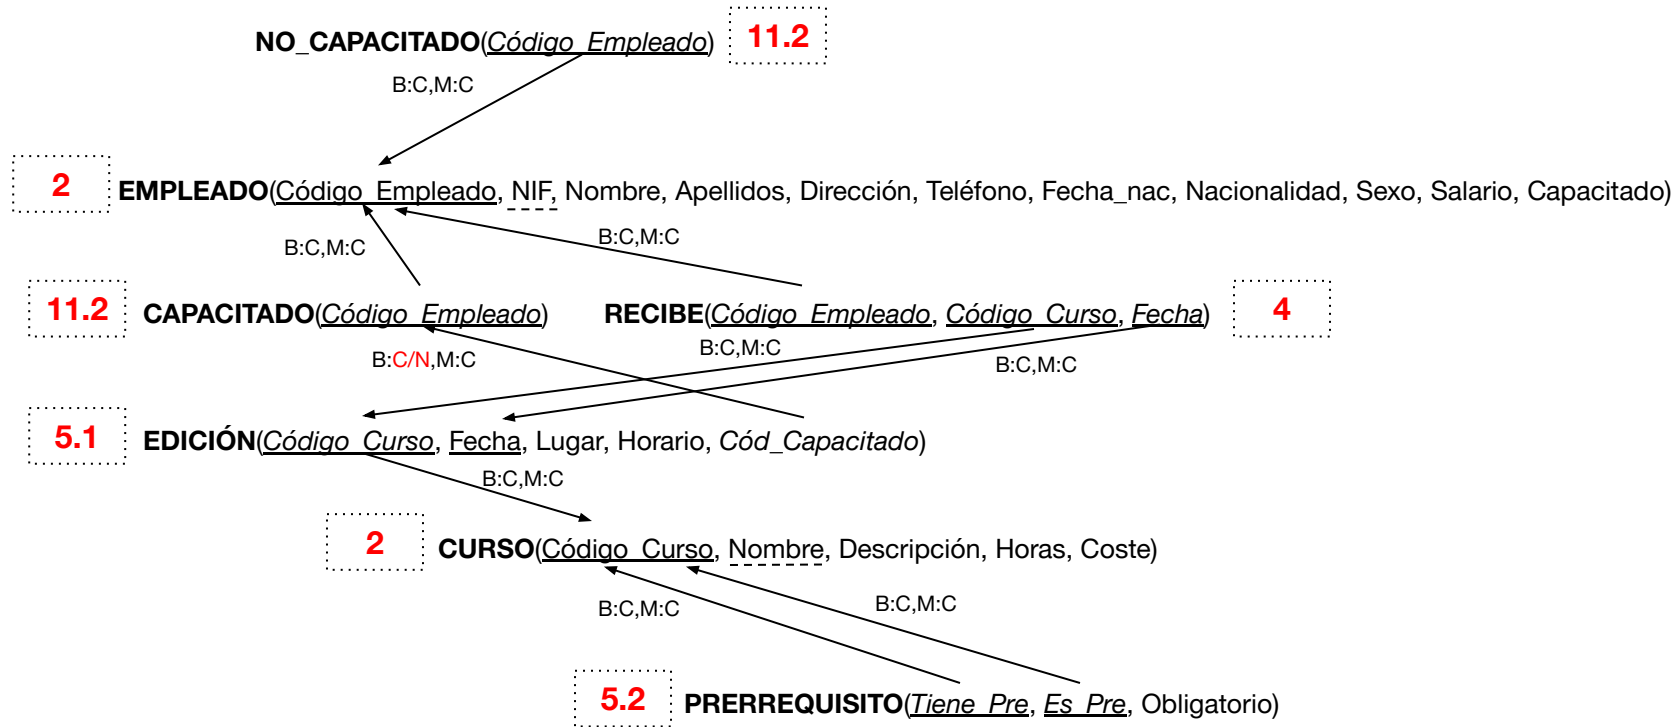 NO_CAPACITADO(Código_Empleado) 11.2
B:C,M:C
2 EMPLEADO(Código_Empleado, NIF, Nombre, Apellidos, Dirección, Teléfono, Fecha_nac, Nacionalidad, Sexo, Salario, Capacitado)
B:C,M:C B:C,M:C
11.2 CAPACITADO(Código_Empleado) RECIBE(Código_Empleado, Código_Curso, Fecha) 4
B:C/N,M:C B:C,M:C B:C,M:C
5.1 EDICIÓN(Código_Curso, Fecha, Lugar, Horario, Cód_Capacitado)
B:C,M:C
2 CURSO(Código_Curso, Nombre, Descripción, Horas, Coste)
B:C,M:C B:C,M:C
5.2 PRERREQUISITO(Tiene_Pre, Es_Pre, Obligatorio)